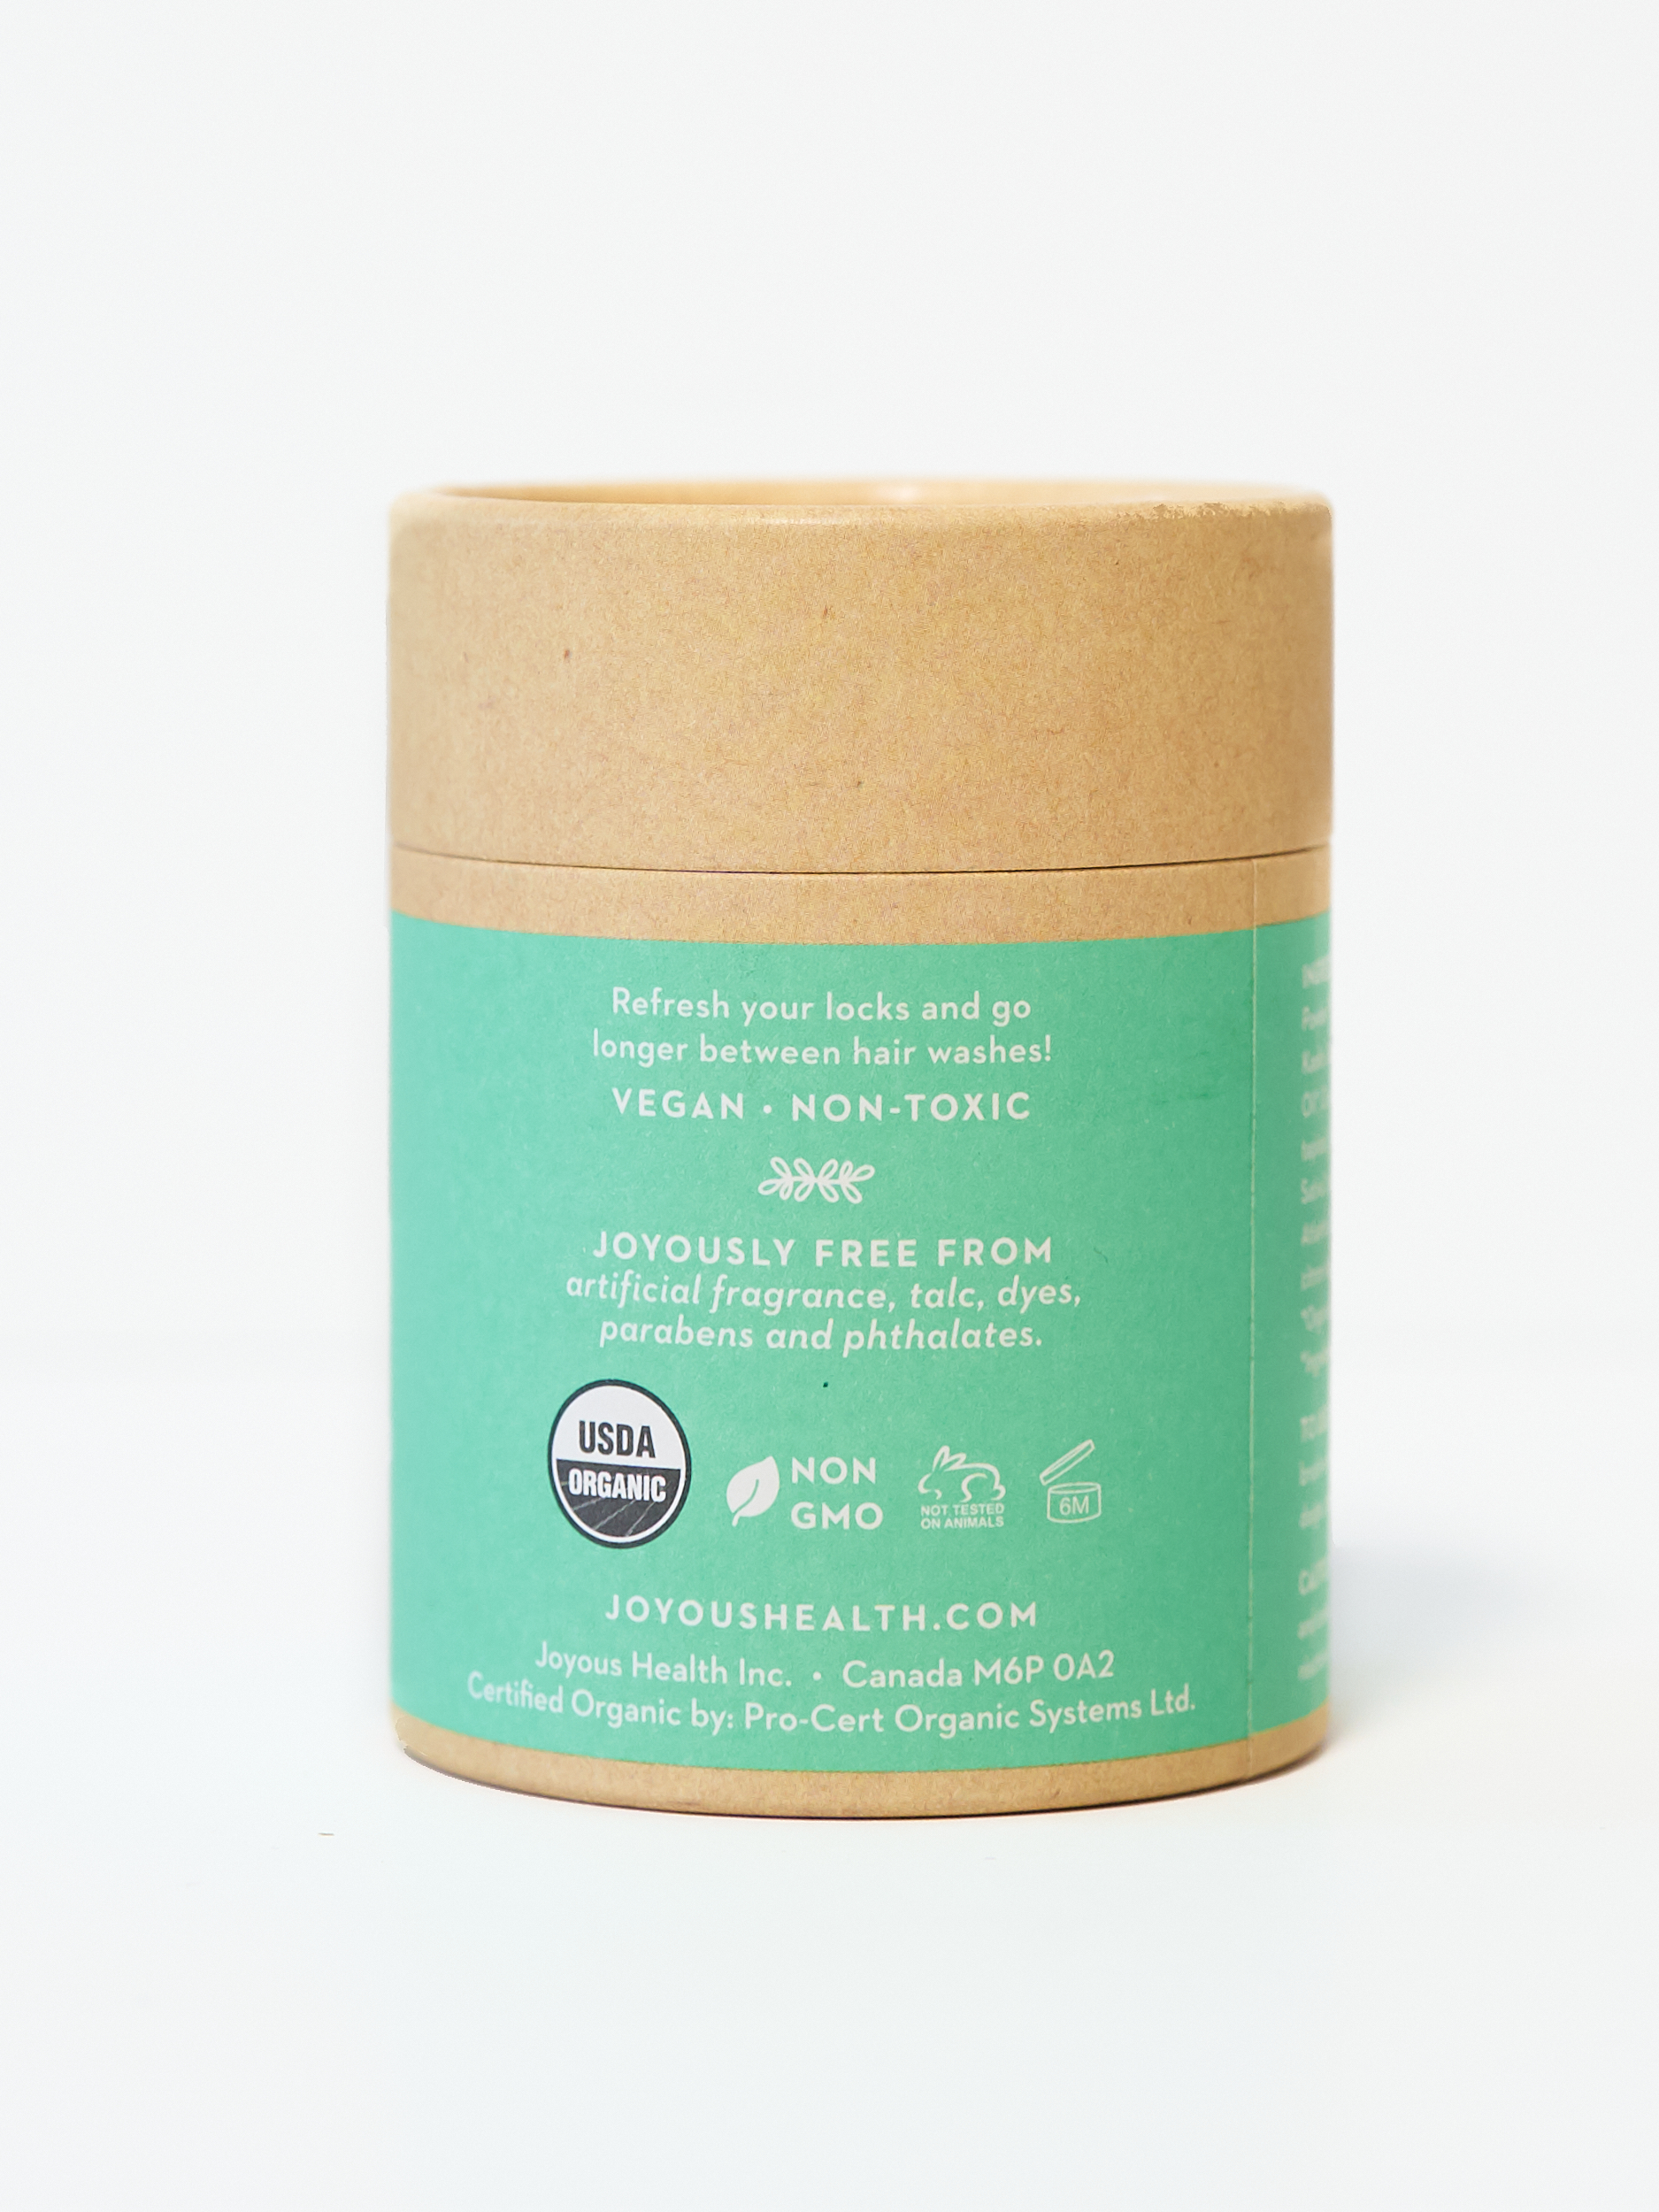 Refresh your locks and go
longer between hair washes!
VEGAN • NON-TOXIC
JOYOUSLY FREE FROM
artificial fragrance, talc, dyes,
parabens and phthalates.
USDA
ORGANIC
NON
GMO
NOT TESTED
ON ANIMALS
6M
JOYOUSHEALTH.COM
Joyous Health Inc. • Canada M6P 0A2
Certified Organic by: Pro-Cert Organic Systems Ltd.